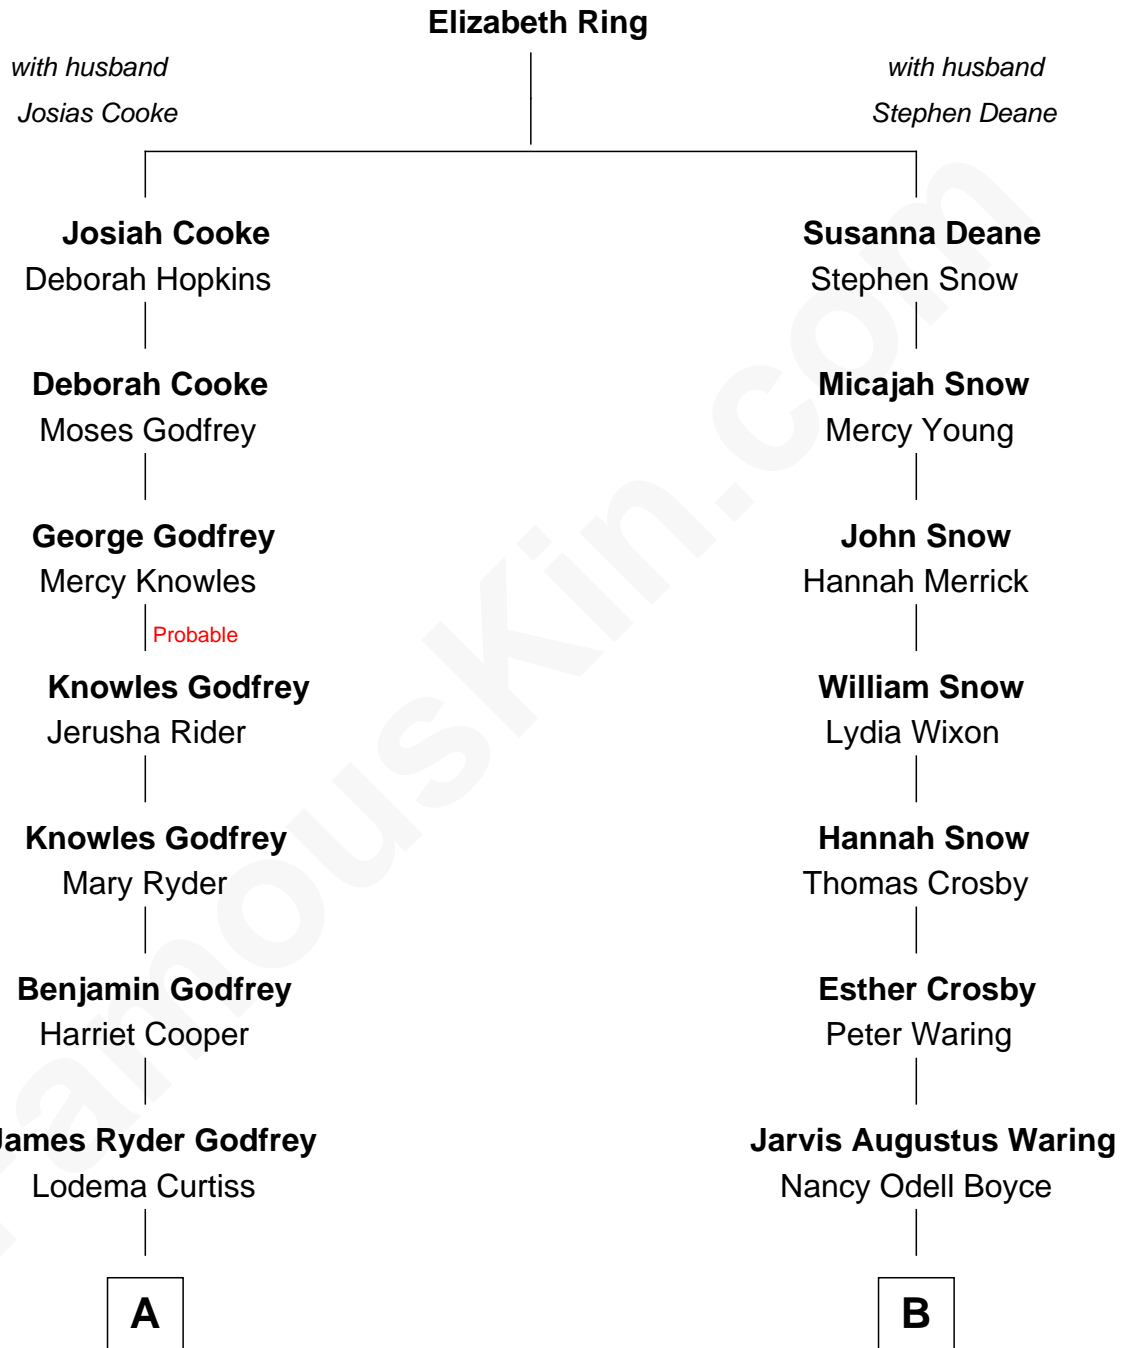 Elizabeth Ring
with husband
Josias Cooke
with husband
Stephen Deane
Josiah Cooke
Deborah Hopkins
Susanna Deane
Stephen Snow
Deborah Cooke
Moses Godfrey
Micajah Snow
Mercy Young
George Godfrey
Mercy Knowles
John Snow
Hannah Merrick
Probable
Knowles Godfrey
Jerusha Rider
William Snow
Lydia Wixon
Knowles Godfrey
Mary Ryder
Hannah Snow
Thomas Crosby
Benjamin Godfrey
Harriet Cooper
Esther Crosby
Peter Waring
James Ryder Godfrey
Lodema Curtiss
Jarvis Augustus Waring
Nancy Odell Boyce
A
B
FamousKin.com